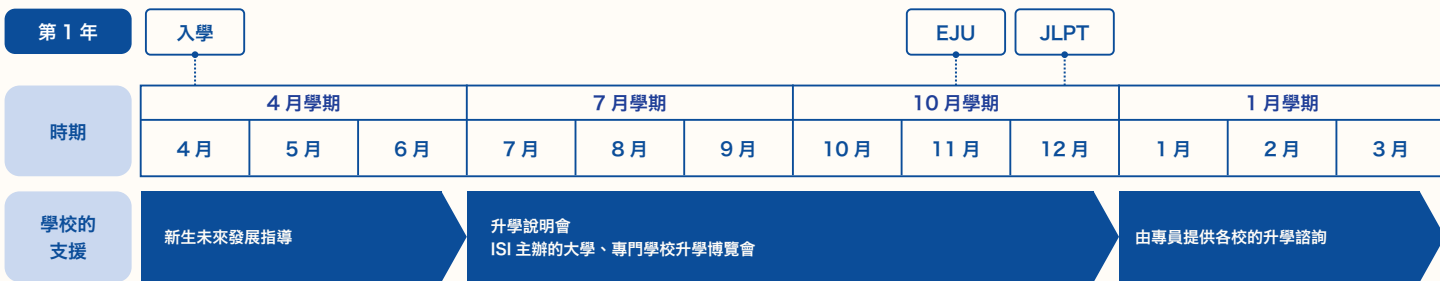 第 1 年
入學
EJU
JLPT
時期
4 月學期
7 月學期
10 月學期
1 月學期
4 月
5 月
6 月
7 月
8 月
9 月
10 月
11 月
12 月
1 月
2 月
3 月
學校的
支援
新生未來發展指導
升學說明會
ISI 主辦的大學、專門學校升學博覽會
由專員提供各校的升學諮詢